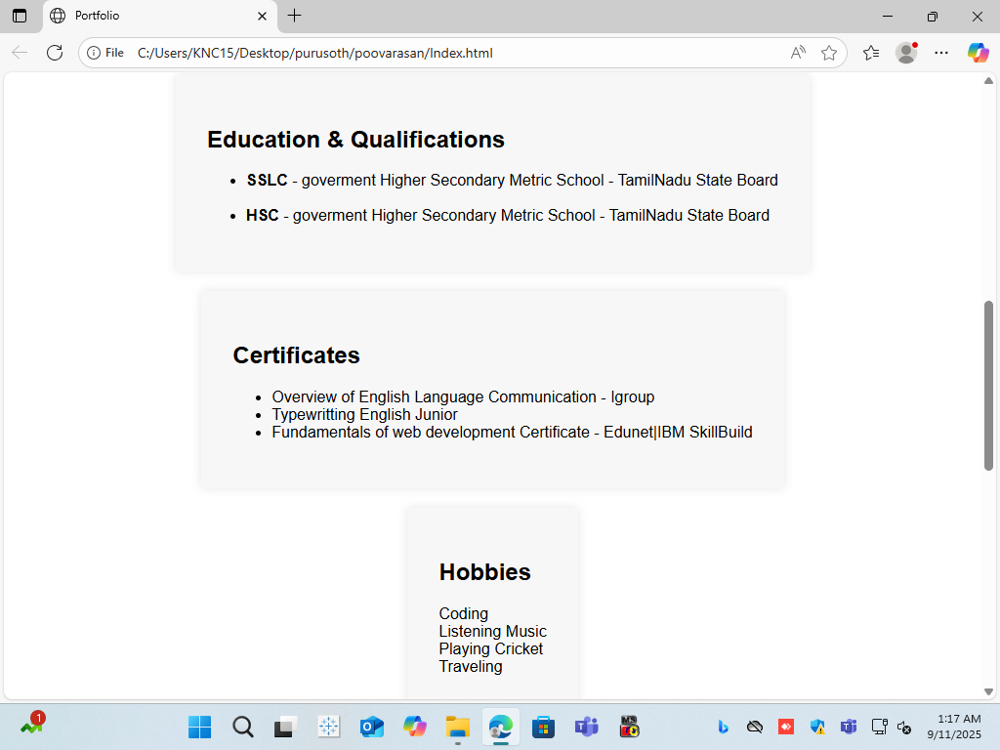 Portfolio
File C:/Users/KNC15/Desktop/purusoth/poovarasan/Index.html
Education & Qualifications
SSLC - goverment Higher Secondary Metric School - TamilNadu State Board
HSC - goverment Higher Secondary Metric School - TamilNadu State Board
Certificates
Overview of English Language Communication - Igroup
Typewritting English Junior
Fundamentals of web development Certificate - Edunet|IBM SkillBuild
Hobbies
Coding
Listening Music
Playing Cricket
Traveling
1
1:17 AM
9/11/2025